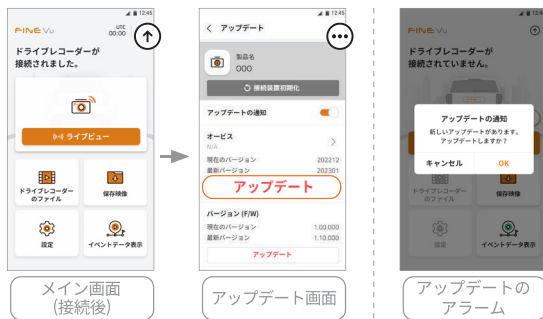 12:45
FINE Vu
UTC
00:00
ドライブレコーダーが
接続されました。
ライブビュー
ドライブレコーダー
のファイル
保存映像
設定
イベントデータ表示
メイン画面
(接続後)
12:45
アップデート
製品名
000
接続装置初期化
アップデートの通知
オービス
N/A
現在のバージョン 202212
最新バージョン 202301
アップデート
バージョン (F/W)
現在のバージョン 1.00.000
最新バージョン 1.10.000
アップデート
アップデート画面
12:4
FINE Vu
ドライブレコーダーが
接続されていません。
アップデートの通知
新しいアップデートがあります。
アップデートしますか？
キャンセル OK
ドライブレコーダー
のファイル
保存映像
設定
イベントデータ表示
アップデートの
アラーム